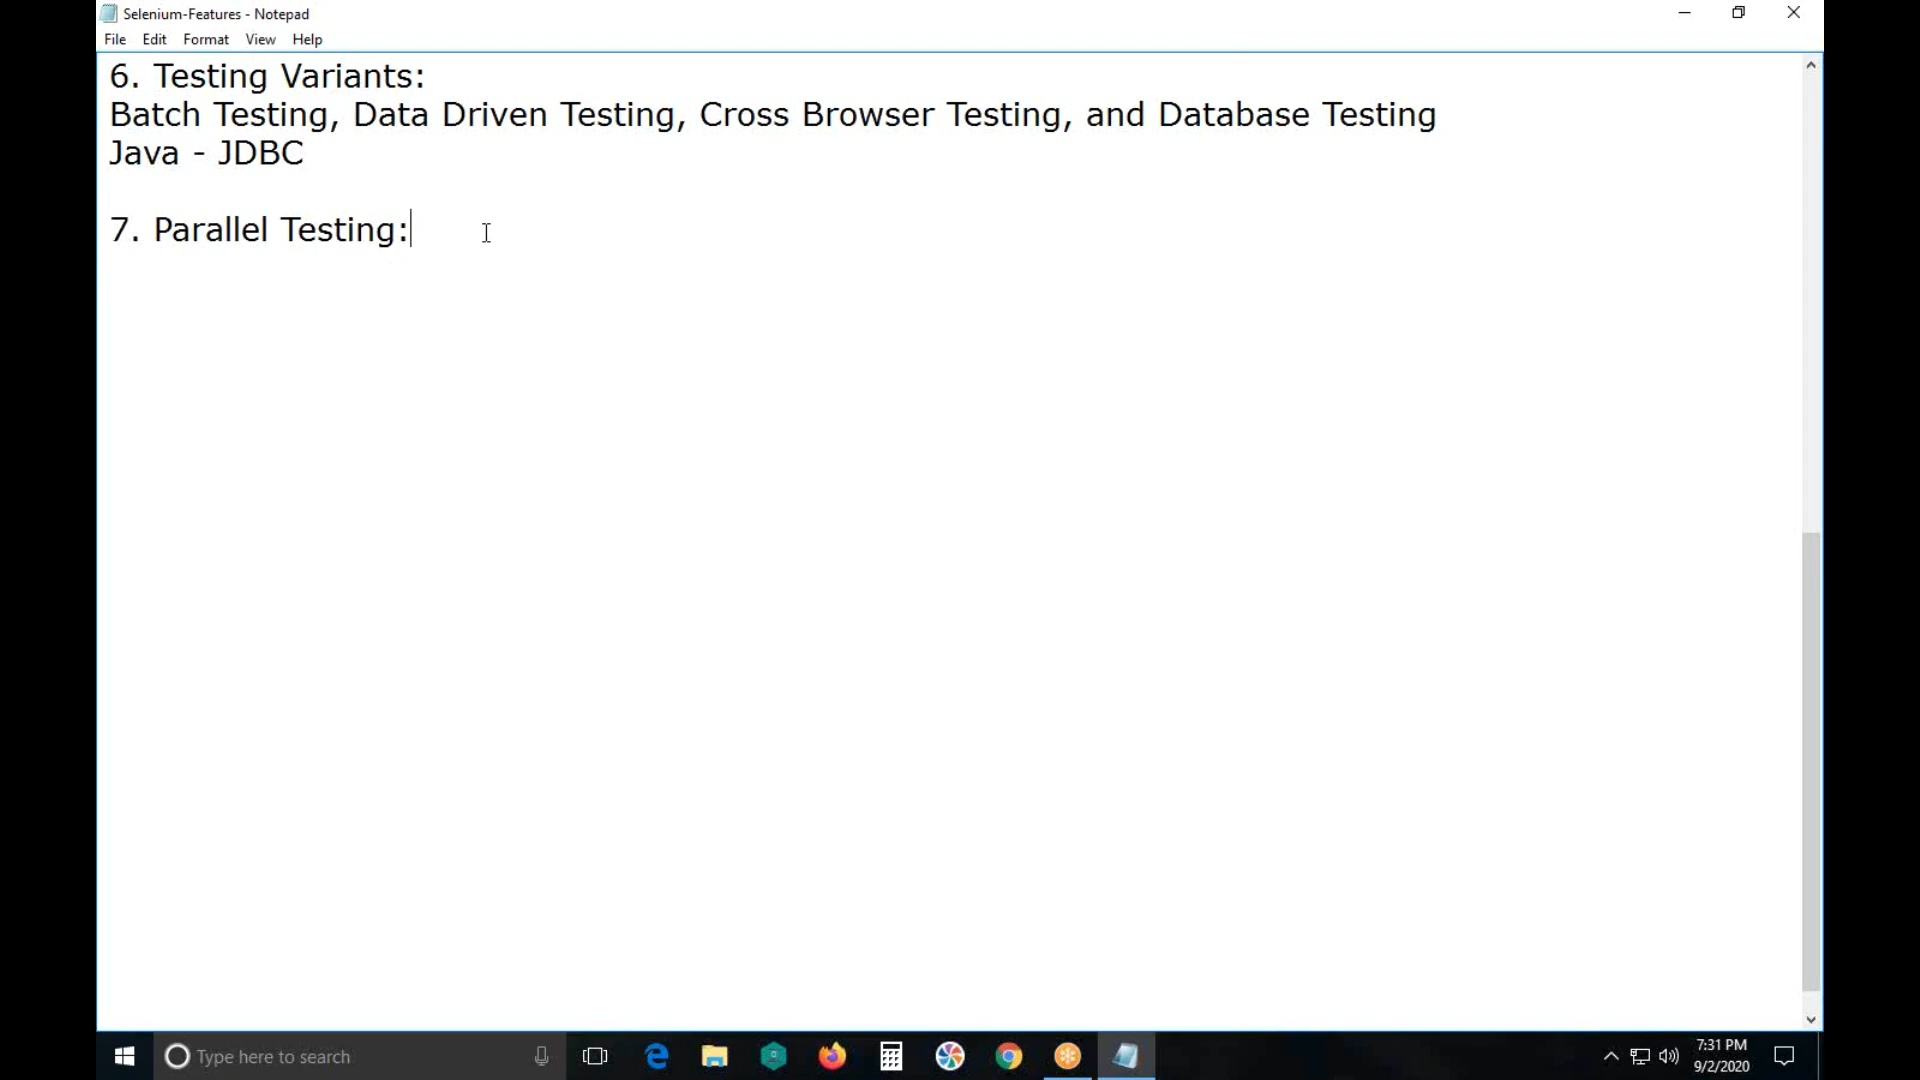 Selenium-Features - Notepad
File Edit Format View Help
6. Testing Variants:
Batch Testing, Data Driven Testing, Cross Browser Testing, and Database Testing
Java - JDBC
7. Parallel Testing:
Type here to search
7:31 PM
9/2/2020